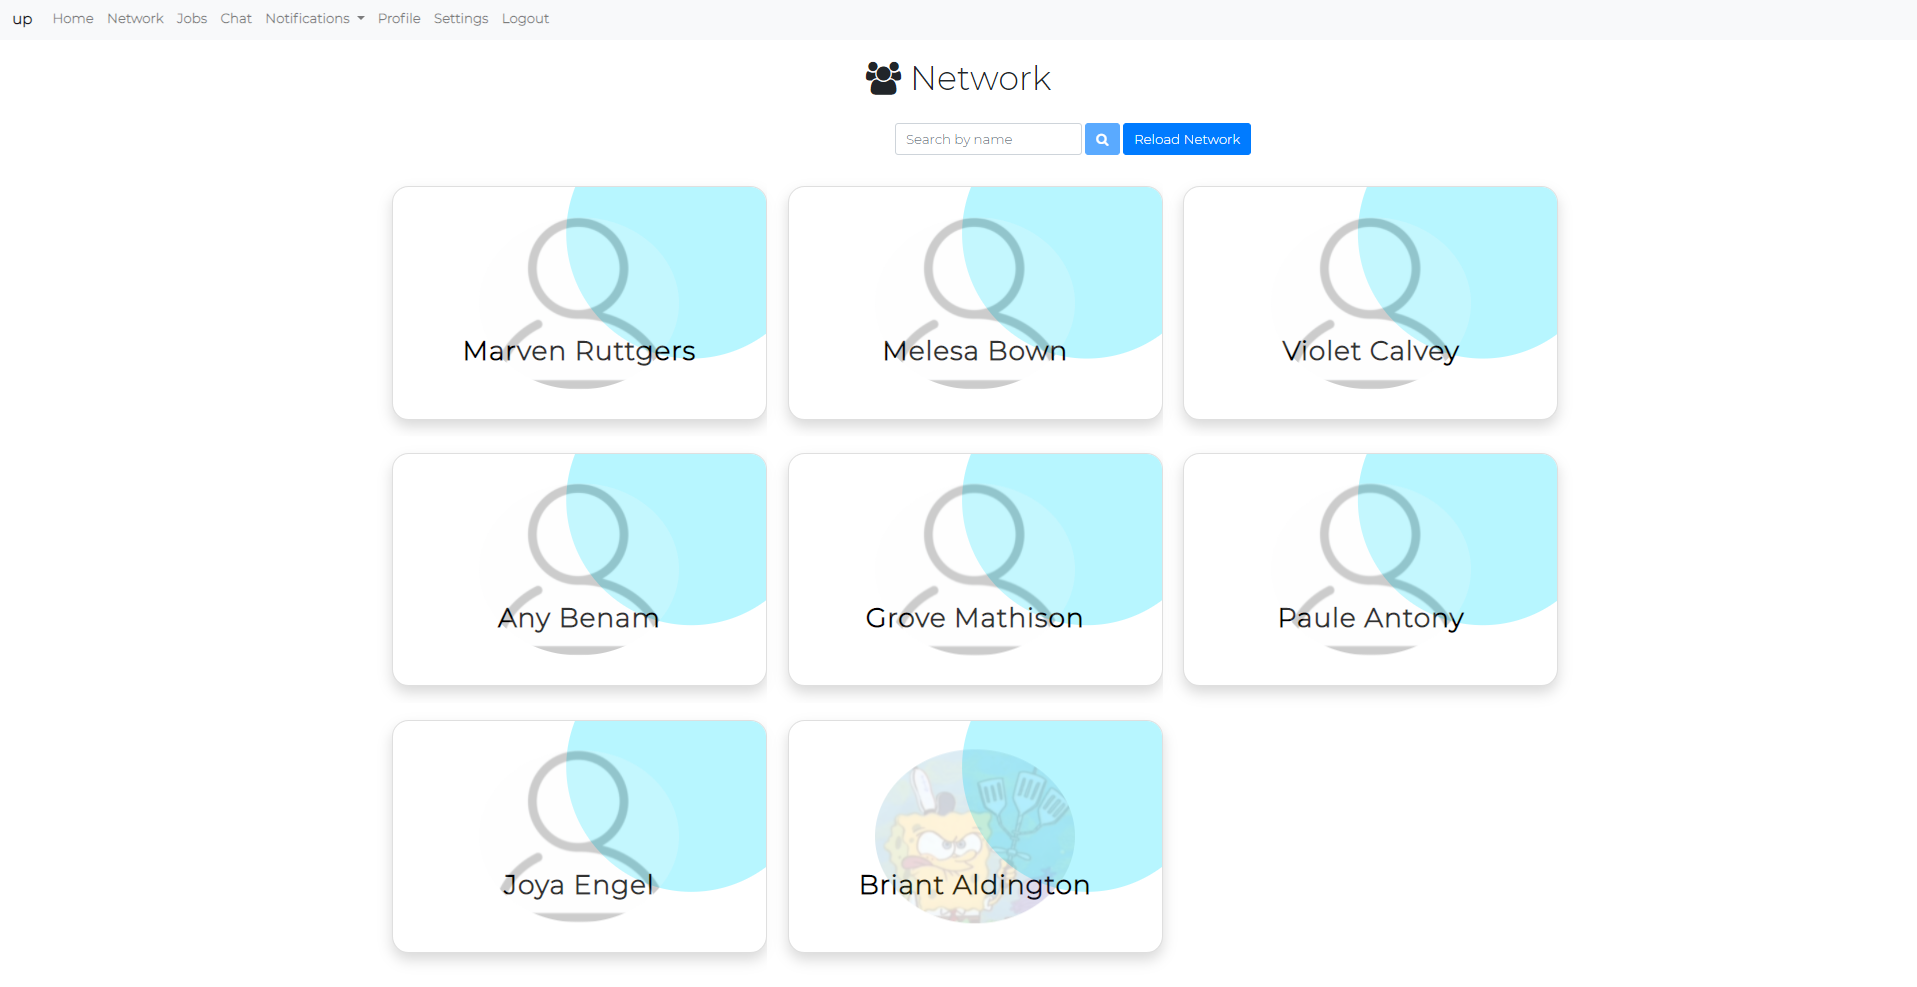 up Home Network Jobs Chat Notifications Profile Settings Logout
Network
Search by name Reload Network
Marven Ruttgers Melesa Bown Violet Calvey
Any Benam Grove Mathison Paule Antony
Joya Engel Briant Aldington